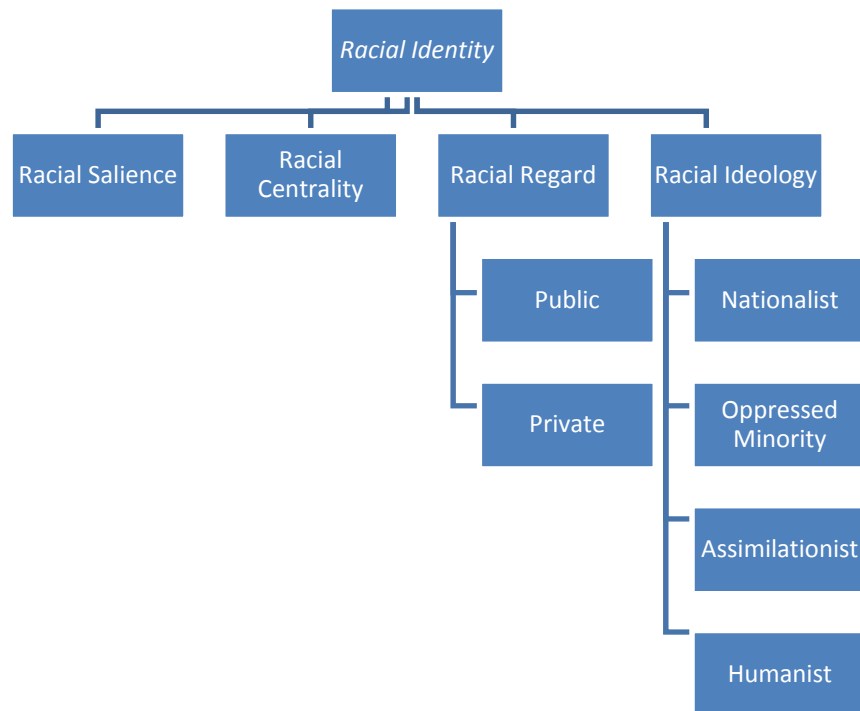 Racial Identity
Racial Salience
Racial
Centrality
Racial Regard
Racial Ideology
Public
Private
Nationalist
Oppressed
Minority
Assimilationist
Humanist